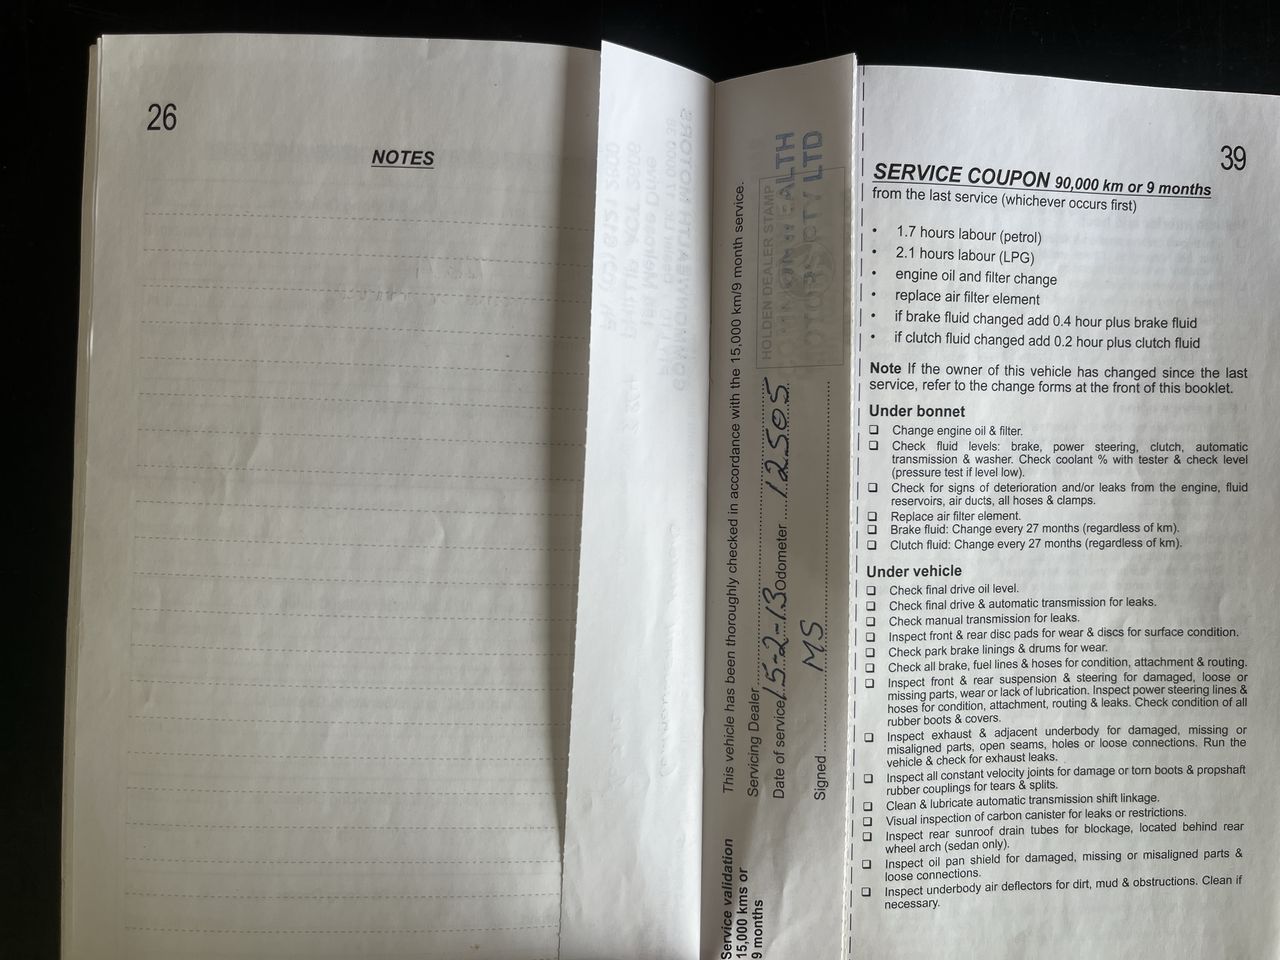 26
NOTES
Service validation
15,000 kms or
9 months
This vehicle has been thoroughly checked in accordance with the 15,000 km/9 month service.
Servicing Dealer
HOLDEN DEALER STAMP
COMMONWEALTH
MOTORS PTY LTD
Date of service 15-2-13 Odometer 12505
Signed MS
39
SERVICE COUPON 90,000 km or 9 months
from the last service (whichever occurs first)
• 1.7 hours labour (petrol)
• 2.1 hours labour (LPG)
• engine oil and filter change
• replace air filter element
• if brake fluid changed add 0.4 hour plus brake fluid
• if clutch fluid changed add 0.2 hour plus clutch fluid
Note If the owner of this vehicle has changed since the last
service, refer to the change forms at the front of this booklet.
Under bonnet
❑ Change engine oil & filter.
❑ Check fluid levels: brake, power steering, clutch, automatic
transmission & washer. Check coolant % with tester & check level
(pressure test if level low).
❑ Check for signs of deterioration and/or leaks from the engine, fluid
reservoirs, air ducts, all hoses & clamps.
❑ Replace air filter element.
❑ Brake fluid: Change every 27 months (regardless of km).
❑ Clutch fluid: Change every 27 months (regardless of km).
Under vehicle
❑ Check final drive oil level.
❑ Check final drive & automatic transmission for leaks.
❑ Check manual transmission for leaks.
❑ Inspect front & rear disc pads for wear & discs for surface condition.
❑ Check park brake linings & drums for wear.
❑ Check all brake, fuel lines & hoses for condition, attachment & routing.
❑ Inspect front & rear suspension & steering for damaged, loose or
missing parts, wear or lack of lubrication. Inspect power steering lines &
hoses for condition, attachment, routing & leaks. Check condition of all
rubber boots & covers.
❑ Inspect exhaust & adjacent underbody for damaged, missing or
misaligned parts, open seams, holes or loose connections. Run the
vehicle & check for exhaust leaks.
❑ Inspect all constant velocity joints for damage or torn boots & propshaft
rubber couplings for tears & splits.
❑ Clean & lubricate automatic transmission shift linkage.
❑ Visual inspection of carbon canister for leaks or restrictions.
❑ Inspect rear sunroof drain tubes for blockage, located behind rear
wheel arch (sedan only).
❑ Inspect oil pan shield for damaged, missing or misaligned parts &
loose connections.
❑ Inspect underbody air deflectors for dirt, mud & obstructions. Clean if
necessary.